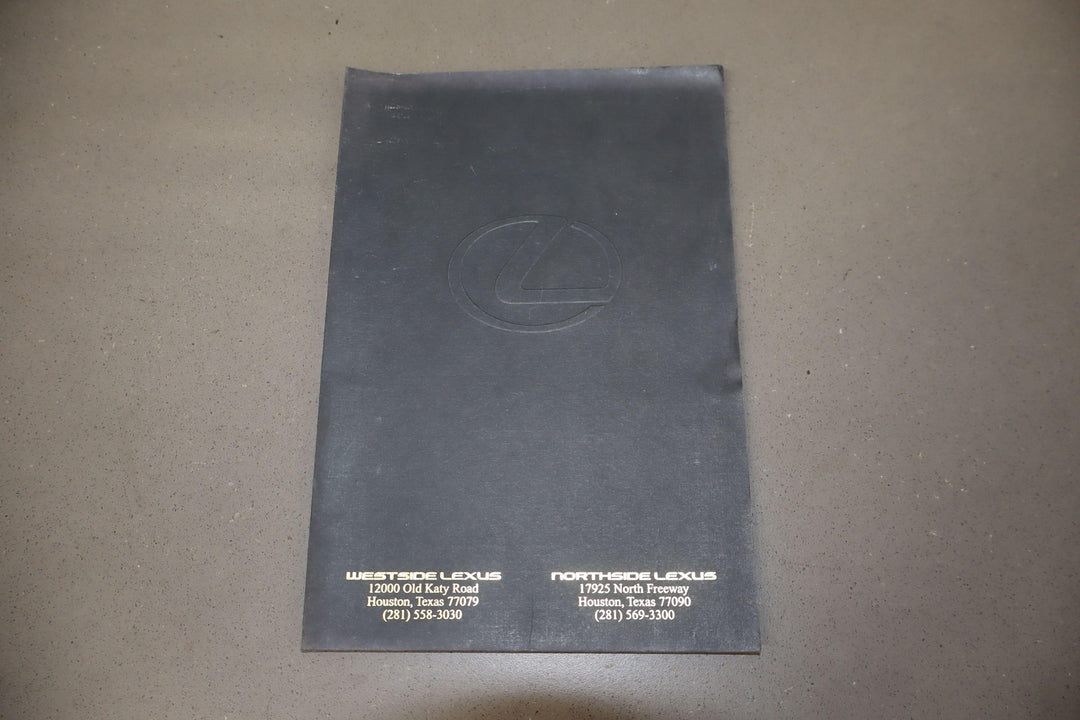 WESTSIDE LEXUS
12000 Old Katy Road
Houston, Texas 77079
(281) 558-3030
NORTHSIDE LEXUS
17925 North Freeway
Houston, Texas 77090
(281) 569-3300